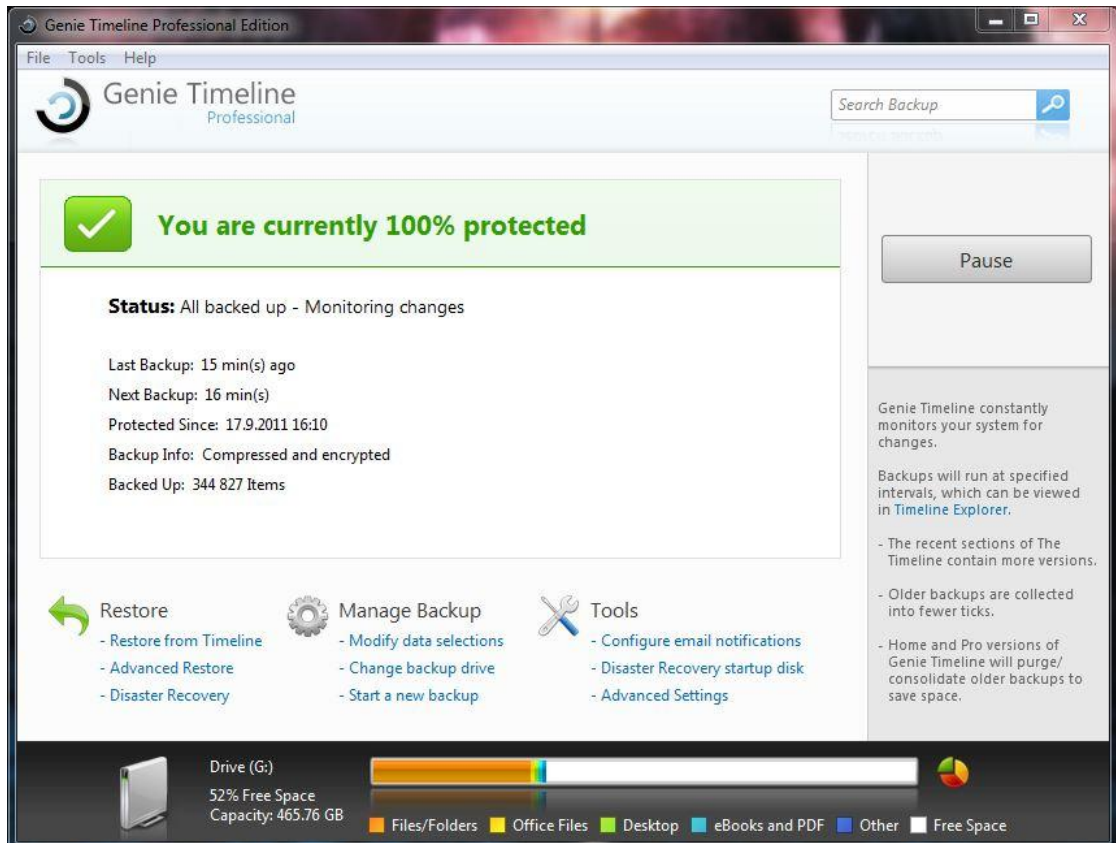 Genie Timeline Professional Edition
File Tools Help
Genie Timeline
Professional
Search Backup
You are currently 100% protected
Pause
Status: All backed up - Monitoring changes
Last Backup: 15 min(s) ago
Next Backup: 16 min(s)
Protected Since: 17.9.2011 16:10
Backup Info: Compressed and encrypted
Backed Up: 344 827 Items
Genie Timeline constantly
monitors your system for
changes.
Backups will run at specified
intervals, which can be viewed
in Timeline Explorer.
- The recent sections of The
Timeline contain more versions.
- Older backups are collected
into fewer ticks.
- Home and Pro versions of
Genie Timeline will purge/
consolidate older backups to
save space.
Restore
- Restore from Timeline
- Advanced Restore
- Disaster Recovery
Manage Backup
- Modify data selections
- Change backup drive
- Start a new backup
Tools
- Configure email notifications
- Disaster Recovery startup disk
- Advanced Settings
Drive (G:)
52% Free Space
Capacity: 465.76 GB
Files/Folders Office Files Desktop eBooks and PDF Other Free Space